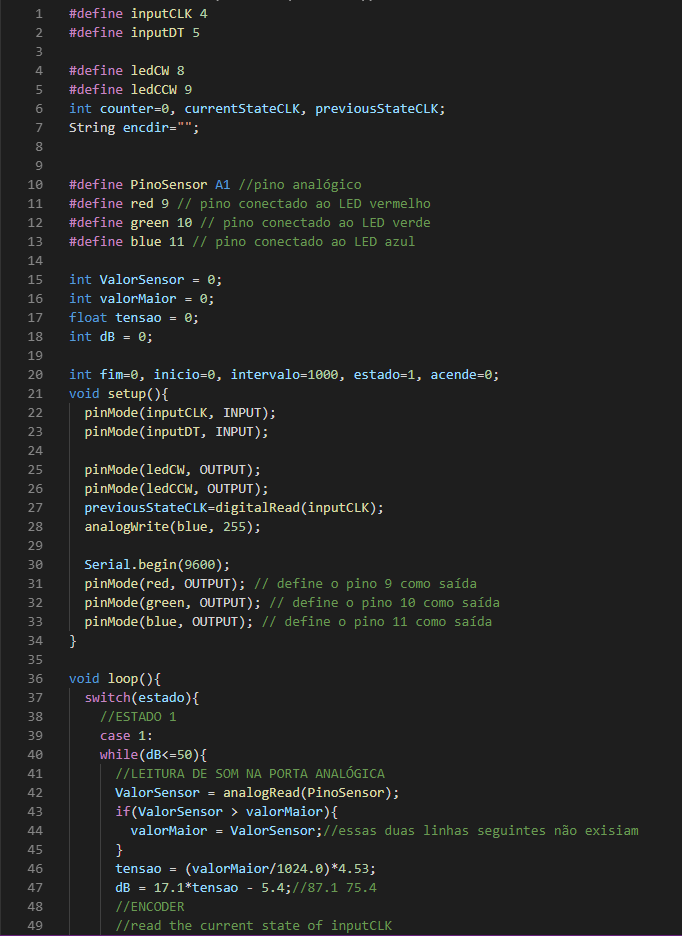 1 #define inputCLK 4
2 #define inputDT 5
3
4 #define ledCW 8
5 #define ledCCW 9
6 int counter=0, currentStateCLK, previousStateCLK;
7 String encdir="";
8
9
10 #define PinoSensor A1 //pino analógico
11 #define red 9 // pino conectado ao LED vermelho
12 #define green 10 // pino conectado ao LED verde
13 #define blue 11 // pino conectado ao LED azul
14
15 int ValorSensor = 0;
16 int valorMaior = 0;
17 float tensao = 0;
18 int dB = 0;
19
20 int fim=0, inicio=0, intervalo=1000, estado=1, acende=0;
21 void setup(){
22 pinMode(inputCLK, INPUT);
23 pinMode(inputDT, INPUT);
24
25 pinMode(ledCW, OUTPUT);
26 pinMode(ledCCW, OUTPUT);
27 previousStateCLK=digitalRead(inputCLK);
28 analogWrite(blue, 255);
29
30 Serial.begin(9600);
31 pinMode(red, OUTPUT); // define o pino 9 como saída
32 pinMode(green, OUTPUT); // define o pino 10 como saída
33 pinMode(blue, OUTPUT); // define o pino 11 como saída
34 }
35
36 void loop(){
37 switch(estado){
38 //ESTADO 1
39 case 1:
40 while(dB<=50){
41 //LEITURA DE SOM NA PORTA ANALÓGICA
42 ValorSensor = analogRead(PinoSensor);
43 if(ValorSensor > valorMaior){
44 valorMaior = ValorSensor;//essas duas linhas seguintes não exisiam
45 }
46 tensao = (valorMaior/1024.0)*4.53;
47 dB = 17.1*tensao - 5.4;//87.1 75.4
48 //ENCODER
49 //read the current state of inputCLK